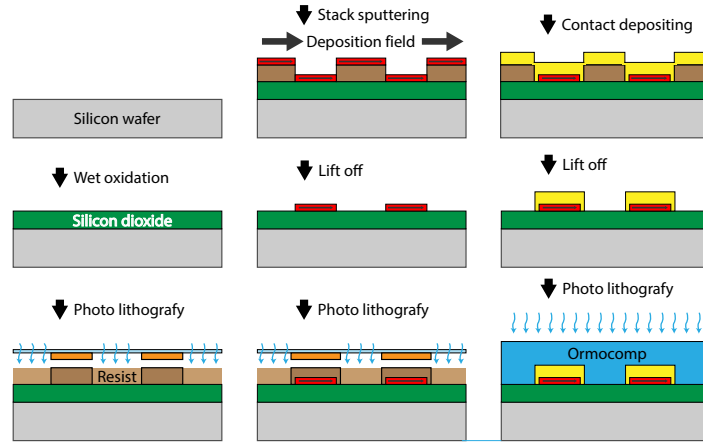 Silicon wafer
Wet oxidation
Silicon dioxide
Photo lithografy
Resist
Stack sputtering
Deposition field
Lift off
Photo lithografy
Contact depositing
Lift off
Photo lithografy
Ormocomp